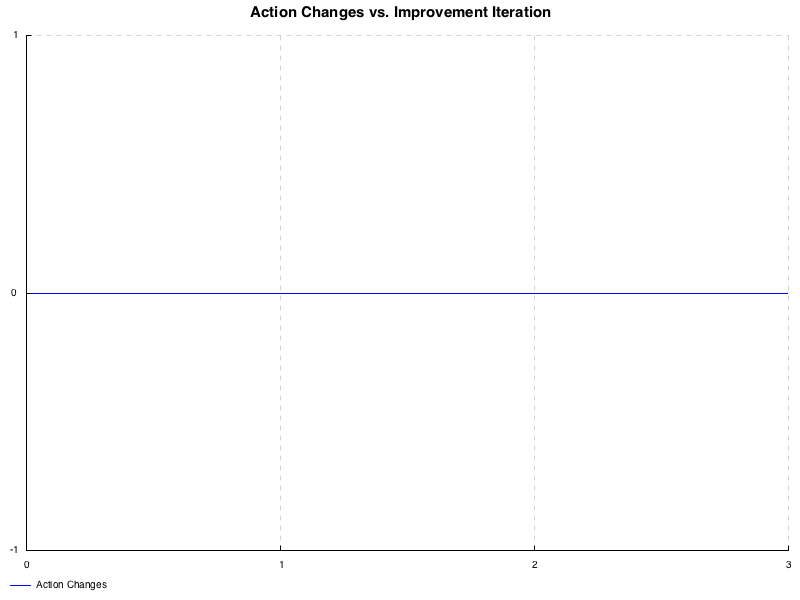 Action Changes vs. Improvement Iteration
1
0
-1
0 1 2 3
Action Changes